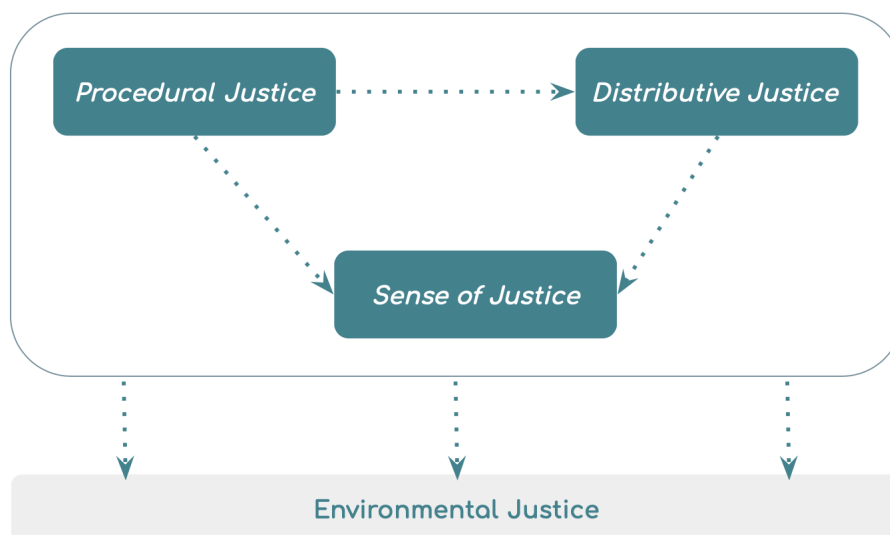 Procedural Justice
Distributive Justice
Sense of Justice
Environmental Justice